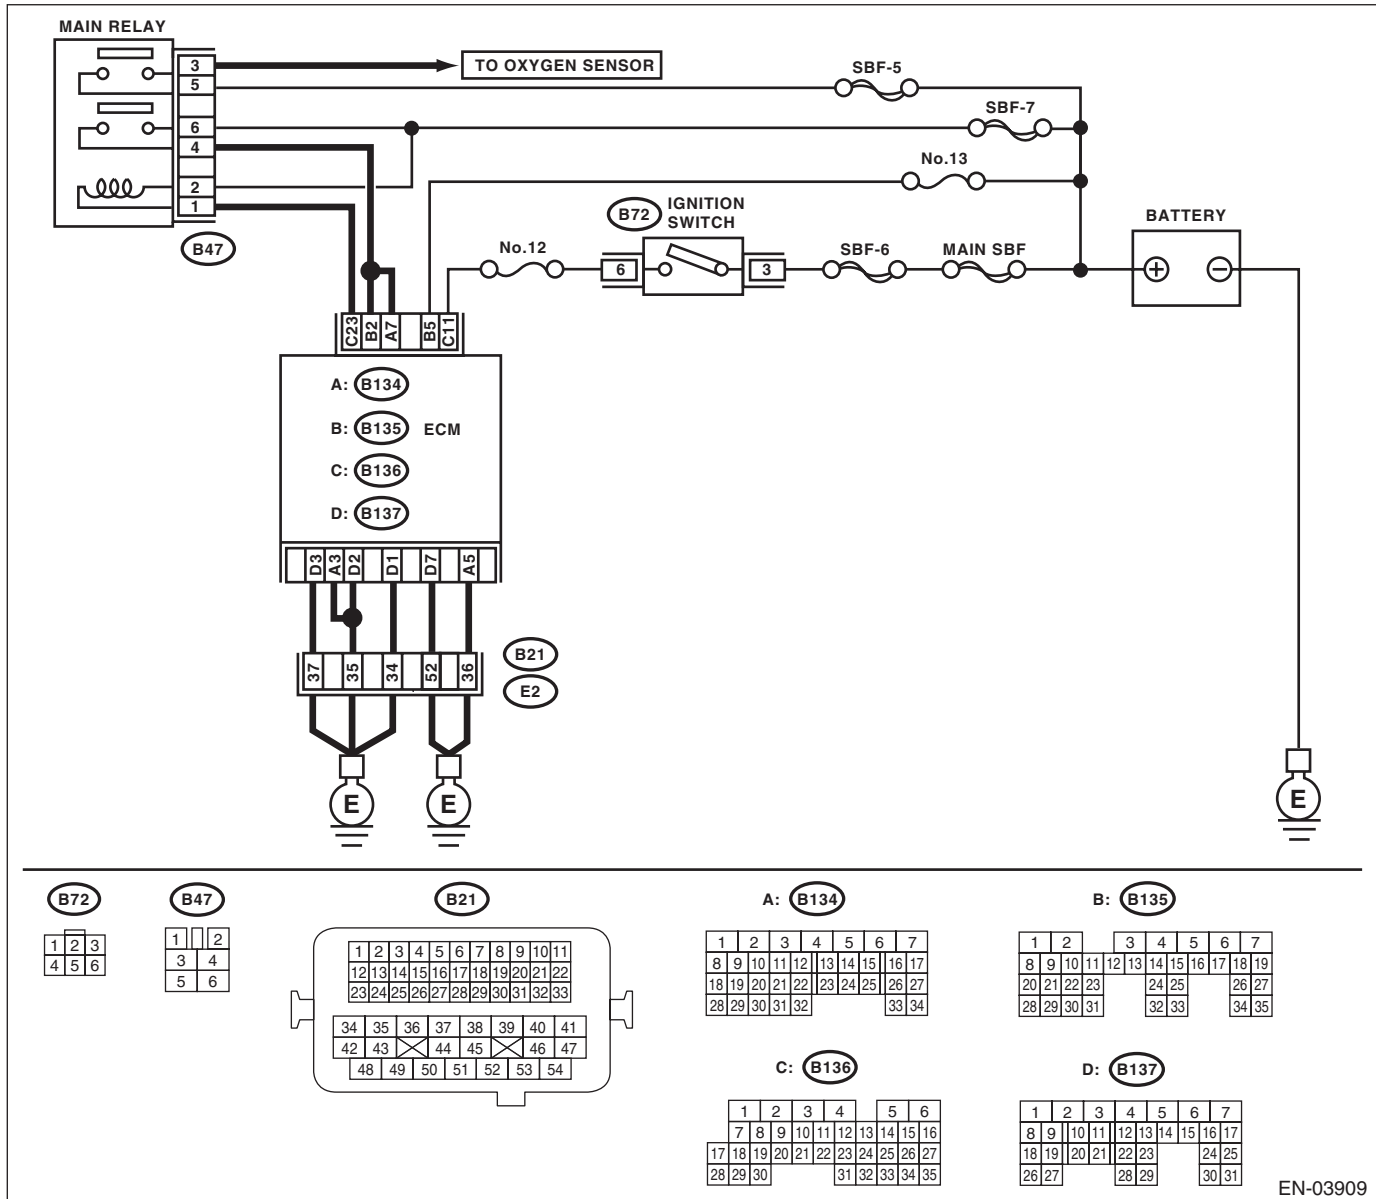 MAIN RELAY
3
TO OXYGEN SENSOR
5
SBF-5
6
SBF-7
4
No.13
2
1
B47
B72
IGNITION
SWITCH
BATTERY
No.12
6
3
SBF-6
MAIN SBF
+
−
C23
B2
A7
B5
C11
A: B134
B: B135 ECM
C: B136
D: B137
D3
A3
D2
D1
D7
A5
37
35
34
52
36
B21
E2
E
E
E
B72
1 2 3
4 5 6
B47
1 2
3 4
5 6
B21
1 2 3 4 5 6 7 8 9 10 11
12 13 14 15 16 17 18 19 20 21 22
23 24 25 26 27 28 29 30 31 32 33
34 35 36 37 38 39 40 41
42 43 44 45 46 47
48 49 50 51 52 53 54
A: B134
1 2 3 4 5 6 7
8 9 10 11 12 13 14 15 16 17
18 19 20 21 22 23 24 25 26 27
28 29 30 31 32 33 34
B: B135
1 2 3 4 5 6 7
8 9 10 11 12 13 14 15 16 17 18 19
20 21 22 23 24 25 26 27
28 29 30 31 32 33 34 35
C: B136
1 2 3 4 5 6
7 8 9 10 11 12 13 14 15 16
17 18 19 20 21 22 23 24 25 26 27
28 29 30 31 32 33 34 35
D: B137
1 2 3 4 5 6 7
8 9 10 11 12 13 14 15 16 17
18 19 20 21 22 23 24 25
26 27 28 29 30 31
EN-03909